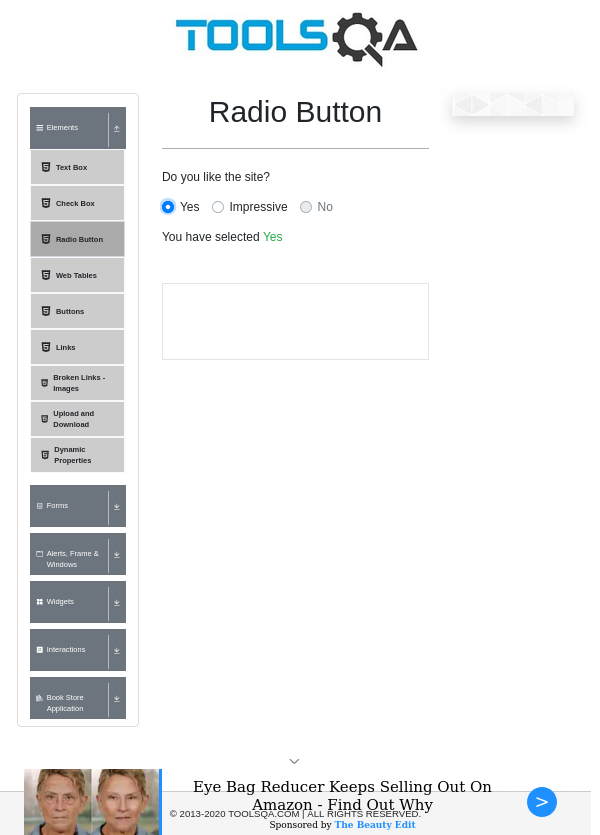 TOOLSQA
Radio Button
Elements
Text Box
Check Box
Radio Button
Web Tables
Buttons
Links
Broken Links -
Images
Upload and
Download
Dynamic
Properties
Forms
Alerts, Frame &
Windows
Widgets
Interactions
Book Store
Application
Do you like the site?
Yes Impressive No
You have selected Yes
Eye Bag Reducer Keeps Selling Out On
Amazon - Find Out Why
© 2013-2020 TOOLSQA.COM | ALL RIGHTS RESERVED.
Sponsored by The Beauty Edit